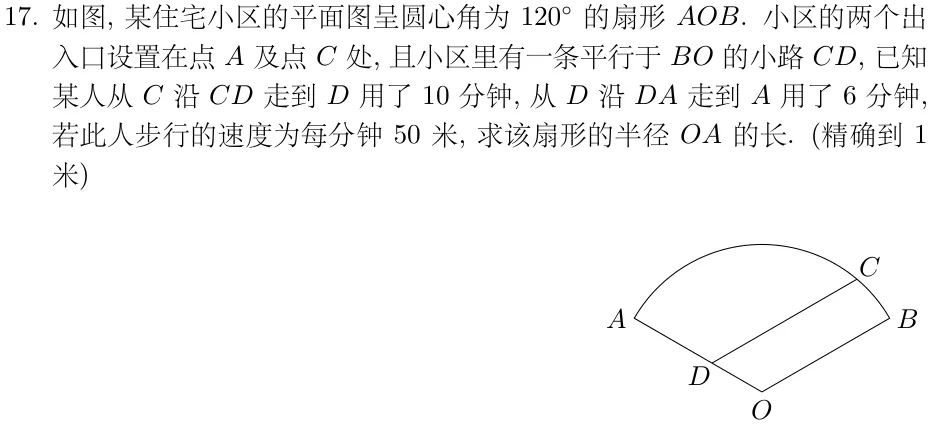 17. 如图, 某住宅小区的平面图呈圆心角为 120° 的扇形 AOB. 小区的两个出
入口设置在点 A 及点 C 处, 且小区里有一条平行于 BO 的小路 CD, 已知
某人从 C 沿 CD 走到 D 用了 10 分钟, 从 D 沿 DA 走到 A 用了 6 分钟,
若此人步行的速度为每分钟 50 米, 求该扇形的半径 OA 的长. (精确到 1
米)
C
A
B
D
O